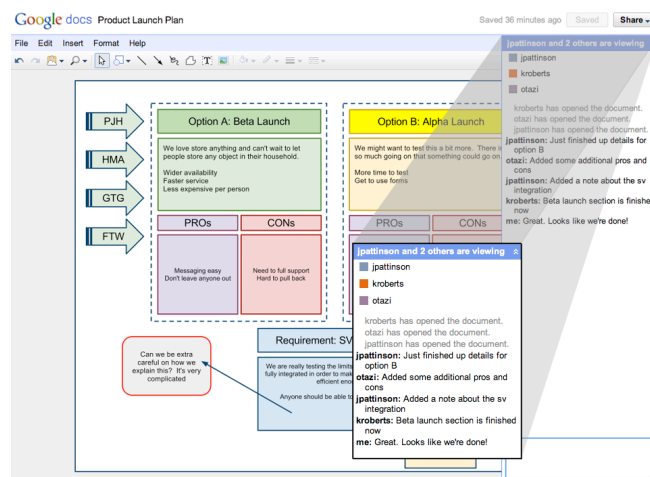 Google docs Product Launch Plan
Saved 36 minutes ago Saved Share
File Edit Insert Format Help
jpattinson and 2 others are viewing
jpattinson
kroberts
otazi
kroberts has opened the document.
otazi has opened the document.
jpattinson has opened the document.
jpattinson: Just finished up details for
option B
otazi: Added some additional pros and
cons
jpattinson: Added a note about the sv
integration
kroberts: Beta launch section is finishe
now
me: Great. Looks like we're done!
PJH
HMA
GTG
FTW
Option A: Beta Launch
We love store anything and can't wait to let
people store any object in their household.
Wider availability
Faster service
Less expensive per person
PROs CONs
Messaging easy
Don't leave anyone out
Need to full support
Hard to pull back
Option B: Alpha Launch
We might want to test this a bit more. There is
so much going on that something could go on
More time to test
Get to use forms
PROs CONs
jpattinson and 2 others are viewing
jpattinson
kroberts
otazi
kroberts has opened the document.
otazi has opened the document.
jpattinson has opened the document.
jpattinson: Just finished up details for
option B
otazi: Added some additional pros and
cons
jpattinson: Added a note about the sv
integration
kroberts: Beta launch section is finished
now
me: Great. Looks like we're done!
Can we be extra
careful on how we
explain this? It's very
complicated
Requirement: SV
We are really testing the limits
fully integrated in order to mak
efficient eno
Anyone should be able to